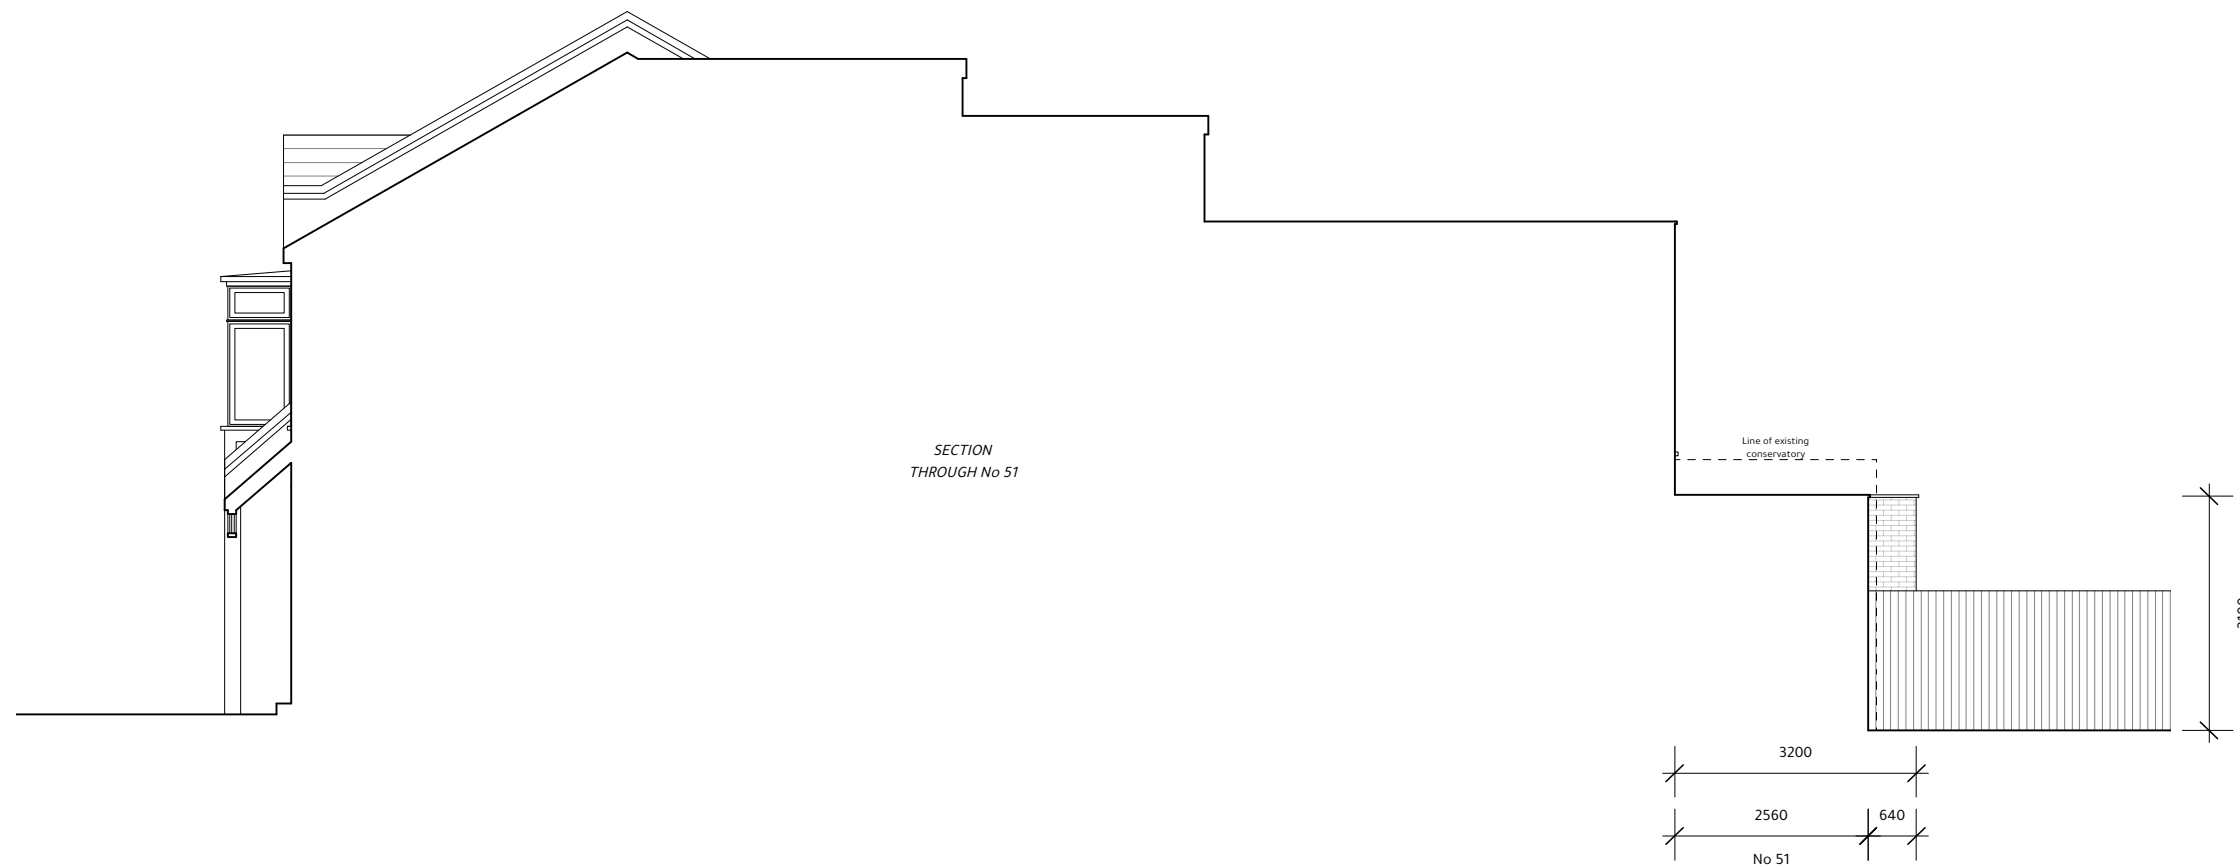 SECTION
THROUGH No 51
Line of existing
conservatory
3200
2560
640
No 51